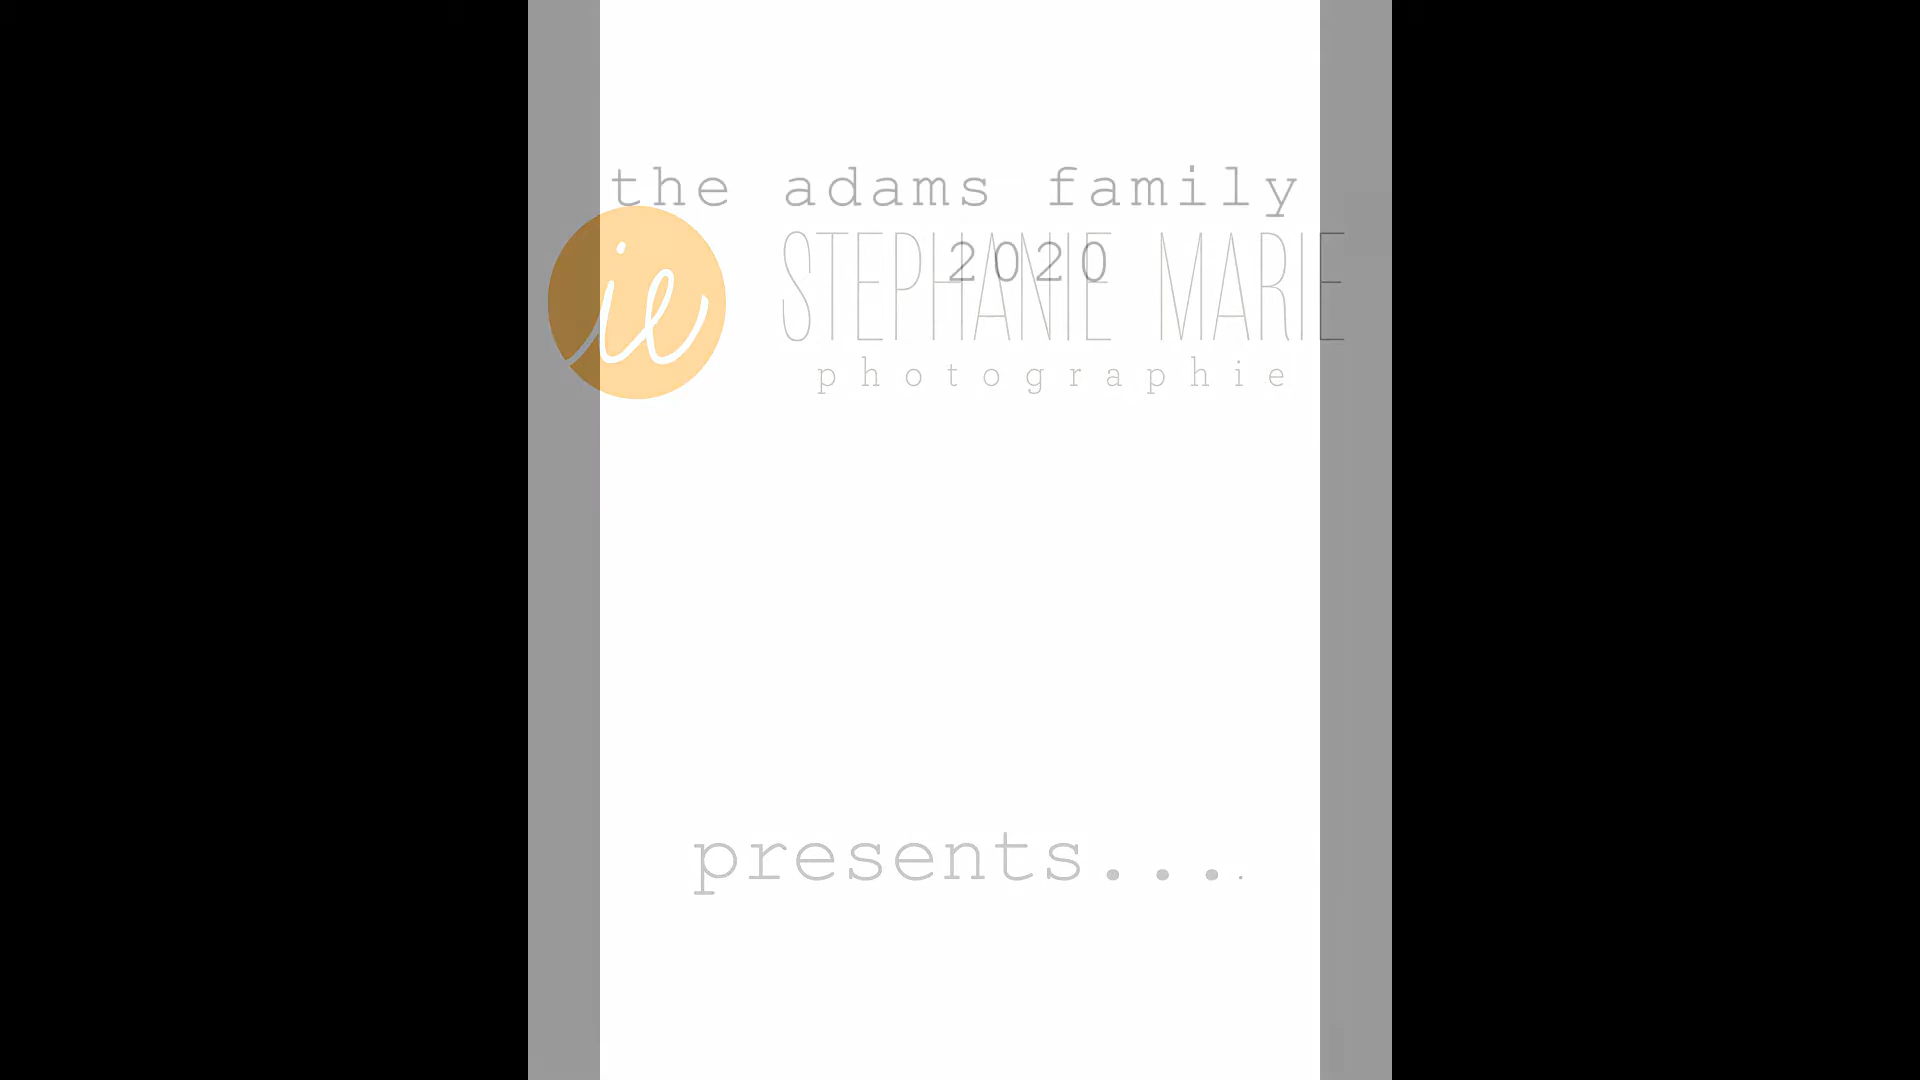 the adams family
2020
ie
STEPHANIE MARIE
photographie
presents....